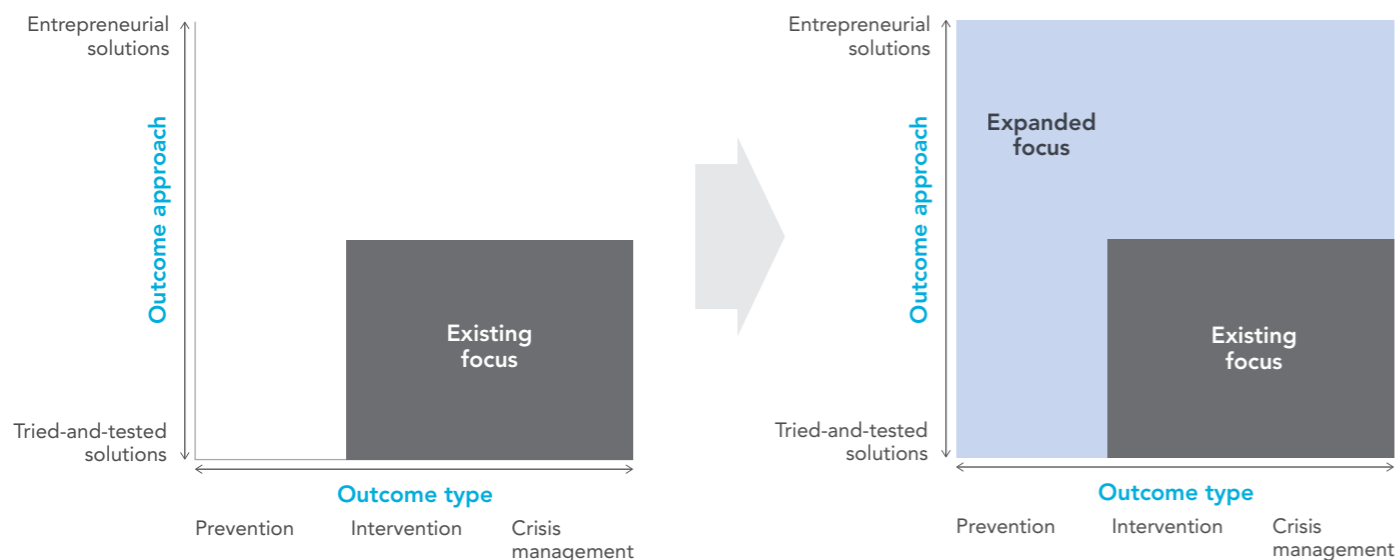 Entrepreneurial
solutions
Outcome approach
Existing
focus
Tried-and-tested
solutions
Outcome type
Prevention
Intervention
Crisis
management
Entrepreneurial
solutions
Outcome approach
Expanded
focus
Existing
focus
Tried-and-tested
solutions
Outcome type
Prevention
Intervention
Crisis
management